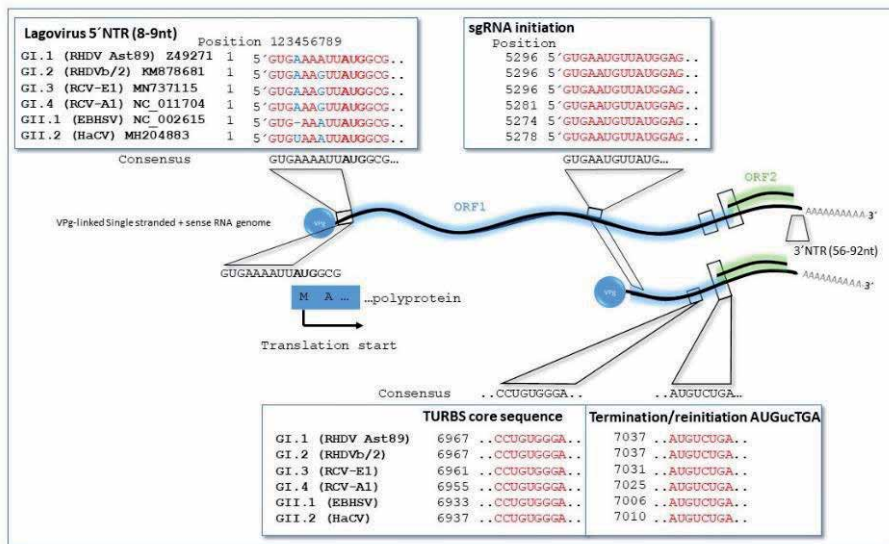 Lagovirus 5´NTR (8-9nt)
Position 123456789
GI.1 (RHDV Ast89) Z49271 1 5´GUGAAAAUUAUGGCG..
GI.2 (RHDVb/2) KM878681 1 5´GUGAAAGUUAUGGCG..
GI.3 (RCV-E1) MN737115 1 5´GUGAAAGUUAUGGCG..
GI.4 (RCV-A1) NC_011704 1 5´GUGAAAGUUAUGGCG..
GII.1 (EBHSV) NC_002615 1 5´GUG-AAAUUAUGGCG..
GII.2 (HaCV) MH204883 1 5´GUGUAAAUUAUGGCG..
Consensus GUGAAAAUUAUGGCG…
sgRNA initiation
Position
5296 5´GUGAAUGUUAUGGAG..
5296 5´GUGAAUGUUAUGGAG..
5296 5´GUGAAUGUUAUGGAG..
5281 5´GUGAAUGUUAUGGAG..
5274 5´GUGAAUGUUAUGGAG..
5278 5´GUGAAUGUUAUGGAG..
GUGAAUGUUAUG…
ORF2
ORF1
VPg-linked Single stranded + sense RNA genome
VPg
AAAAAAAAAA 3´
3´NTR (56-92nt)
GUGAAAAUUAUGGCG
M A … …polyprotein
Translation start
VPg
AAAAAAAAAA 3´
Consensus ..CCUGUGGGA.. ..AUGUCUGA…
TURBS core sequence
GI.1 (RHDV Ast89) 6967 ..CCUGUGGGA..
GI.2 (RHDVb/2) 6967 ..CCUGUGGGA..
GI.3 (RCV-E1) 6961 ..CCUGUGGGA..
GI.4 (RCV-A1) 6955 ..CCUGUGGGA..
GII.1 (EBHSV) 6933 ..CCUGUGGGA..
GII.2 (HaCV) 6937 ..CCUGUGGGA..
Termination/reinitiation AUGucTGA
7037 ..AUGUCUGA..
7037 ..AUGUCUGA..
7031 ..AUGUCUGA..
7025 ..AUGUCUGA..
7006 ..AUGUCUGA..
7010 ..AUGUCUGA..